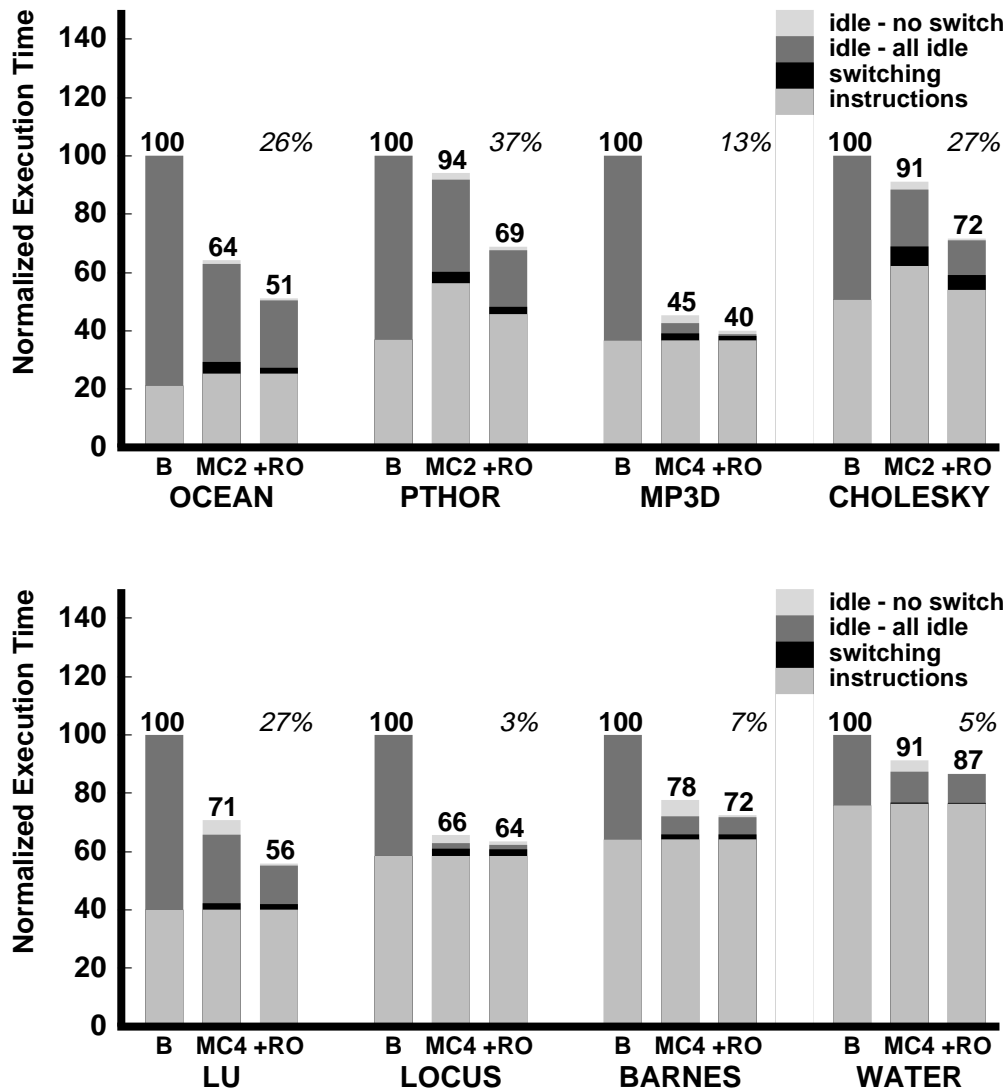 Normalized Execution Time
140
120
100
80
60
40
20
0
idle - no switch
idle - all idle
switching
instructions
100 26% 100 37% 100 13% 100 27%
94
91
64
69
72
51
45
40
B MC2 +RO B MC2 +RO B MC4 +RO B MC2 +RO
OCEAN PTHOR MP3D CHOLESKY
Normalized Execution Time
140
120
100
80
60
40
20
0
idle - no switch
idle - all idle
switching
instructions
100 27% 100 3% 100 7% 100 5%
91
87
78
72
71
66
64
56
B MC4 +RO B MC4 +RO B MC4 +RO B MC4 +RO
LU LOCUS BARNES WATER